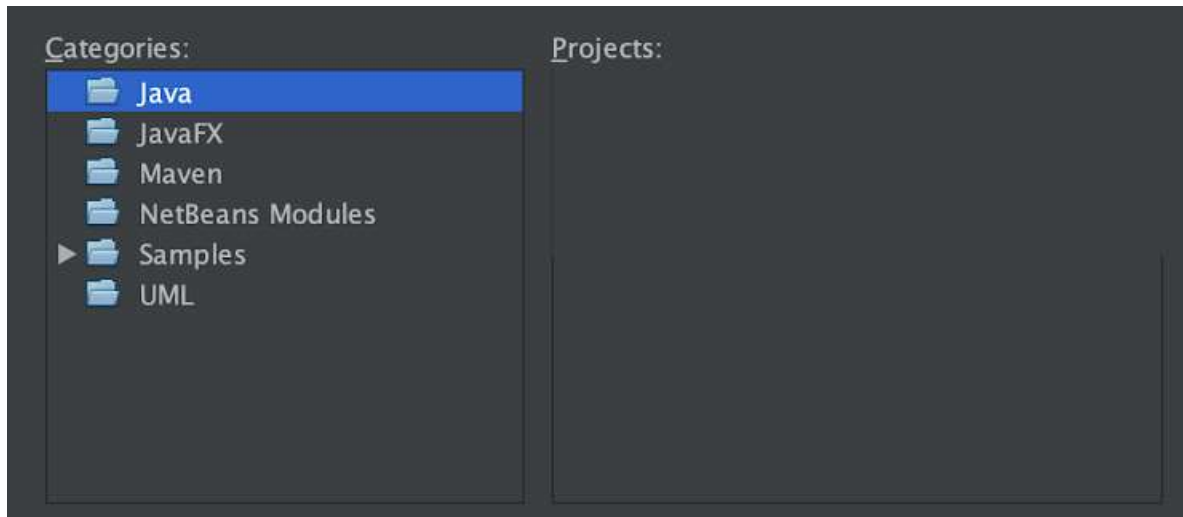 Categories:
Projects:
Java
JavaFX
Maven
NetBeans Modules
Samples
UML